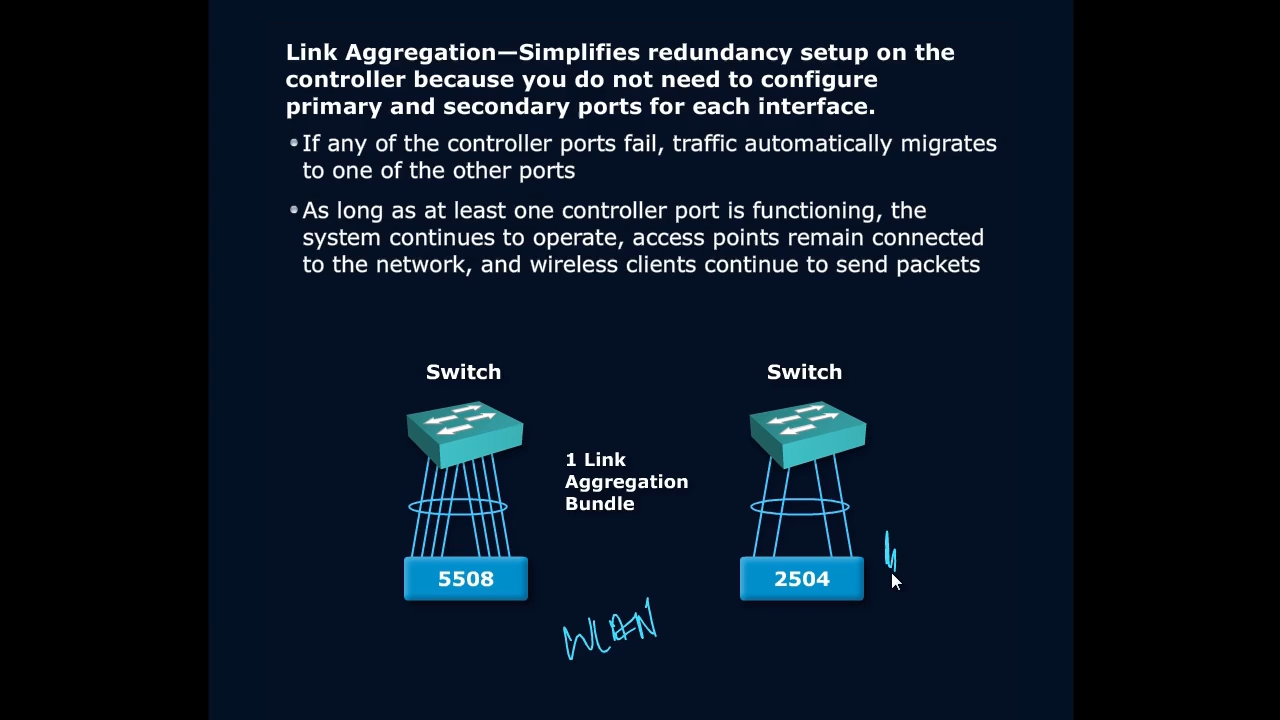 Link Aggregation—Simplifies redundancy setup on the
controller because you do not need to configure
primary and secondary ports for each interface.
•If any of the controller ports fail, traffic automatically migrates
to one of the other ports
•As long as at least one controller port is functioning, the
system continues to operate, access points remain connected
to the network, and wireless clients continue to send packets
Switch
Switch
1 Link
Aggregation
Bundle
5508
2504
WLAN